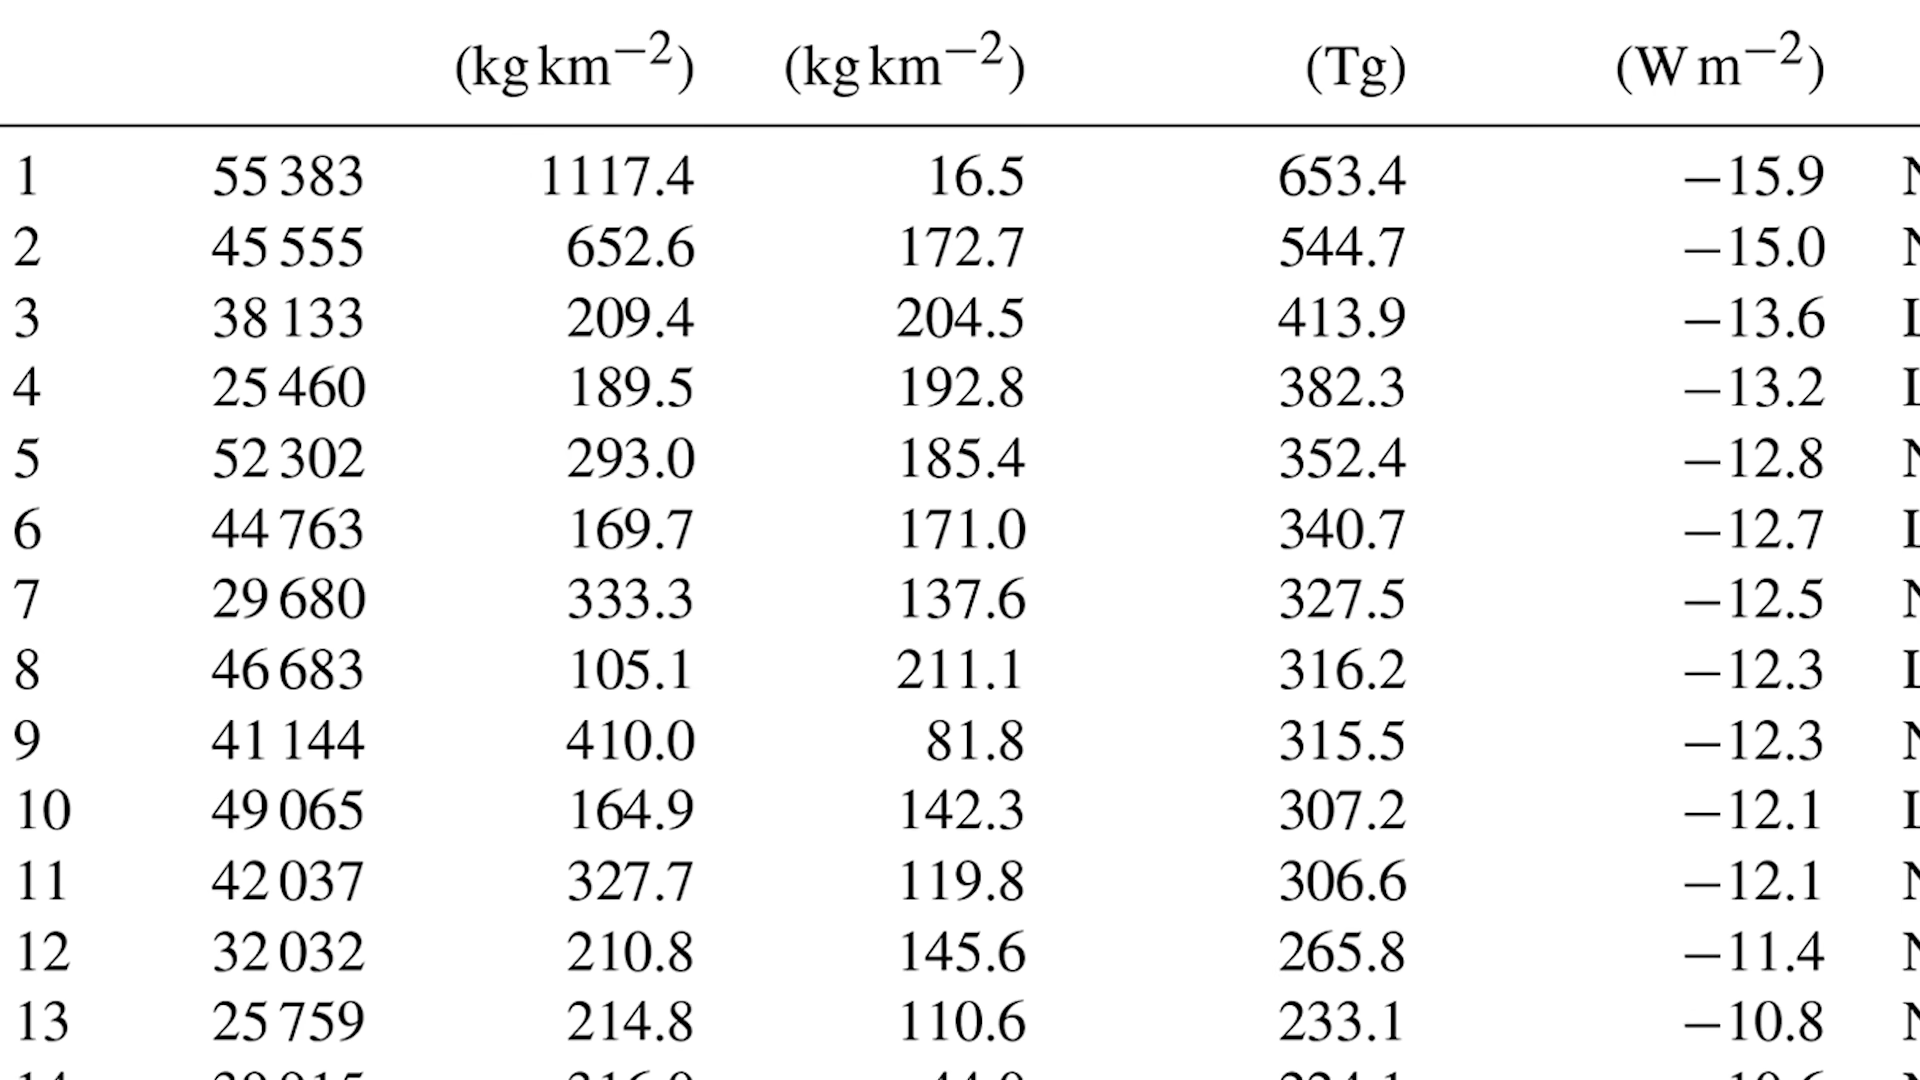 (kg km−2) (kg km−2) (Tg) (W m−2)
1 55 383 1117.4 16.5 653.4 −15.9 N
2 45 555 652.6 172.7 544.7 −15.0 N
3 38 133 209.4 204.5 413.9 −13.6 L
4 25 460 189.5 192.8 382.3 −13.2 L
5 52 302 293.0 185.4 352.4 −12.8 N
6 44 763 169.7 171.0 340.7 −12.7 L
7 29 680 333.3 137.6 327.5 −12.5 N
8 46 683 105.1 211.1 316.2 −12.3 L
9 41 144 410.0 81.8 315.5 −12.3 N
10 49 065 164.9 142.3 307.2 −12.1 L
11 42 037 327.7 119.8 306.6 −12.1 N
12 32 032 210.8 145.6 265.8 −11.4 N
13 25 759 214.8 110.6 233.1 −10.8 N